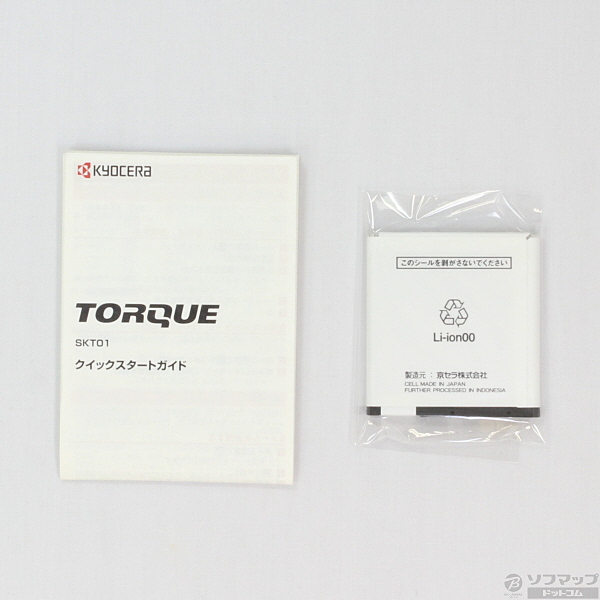 KYOCERA
TORQUE
SKT01
クイックスタートガイド
このシールを剥がさないでください
Li-ion00
製造元:京セラ株式会社
CELL MADE IN JAPAN
FURTHER PROCESSED IN INDONESIA
ソフマップ
ドットコム